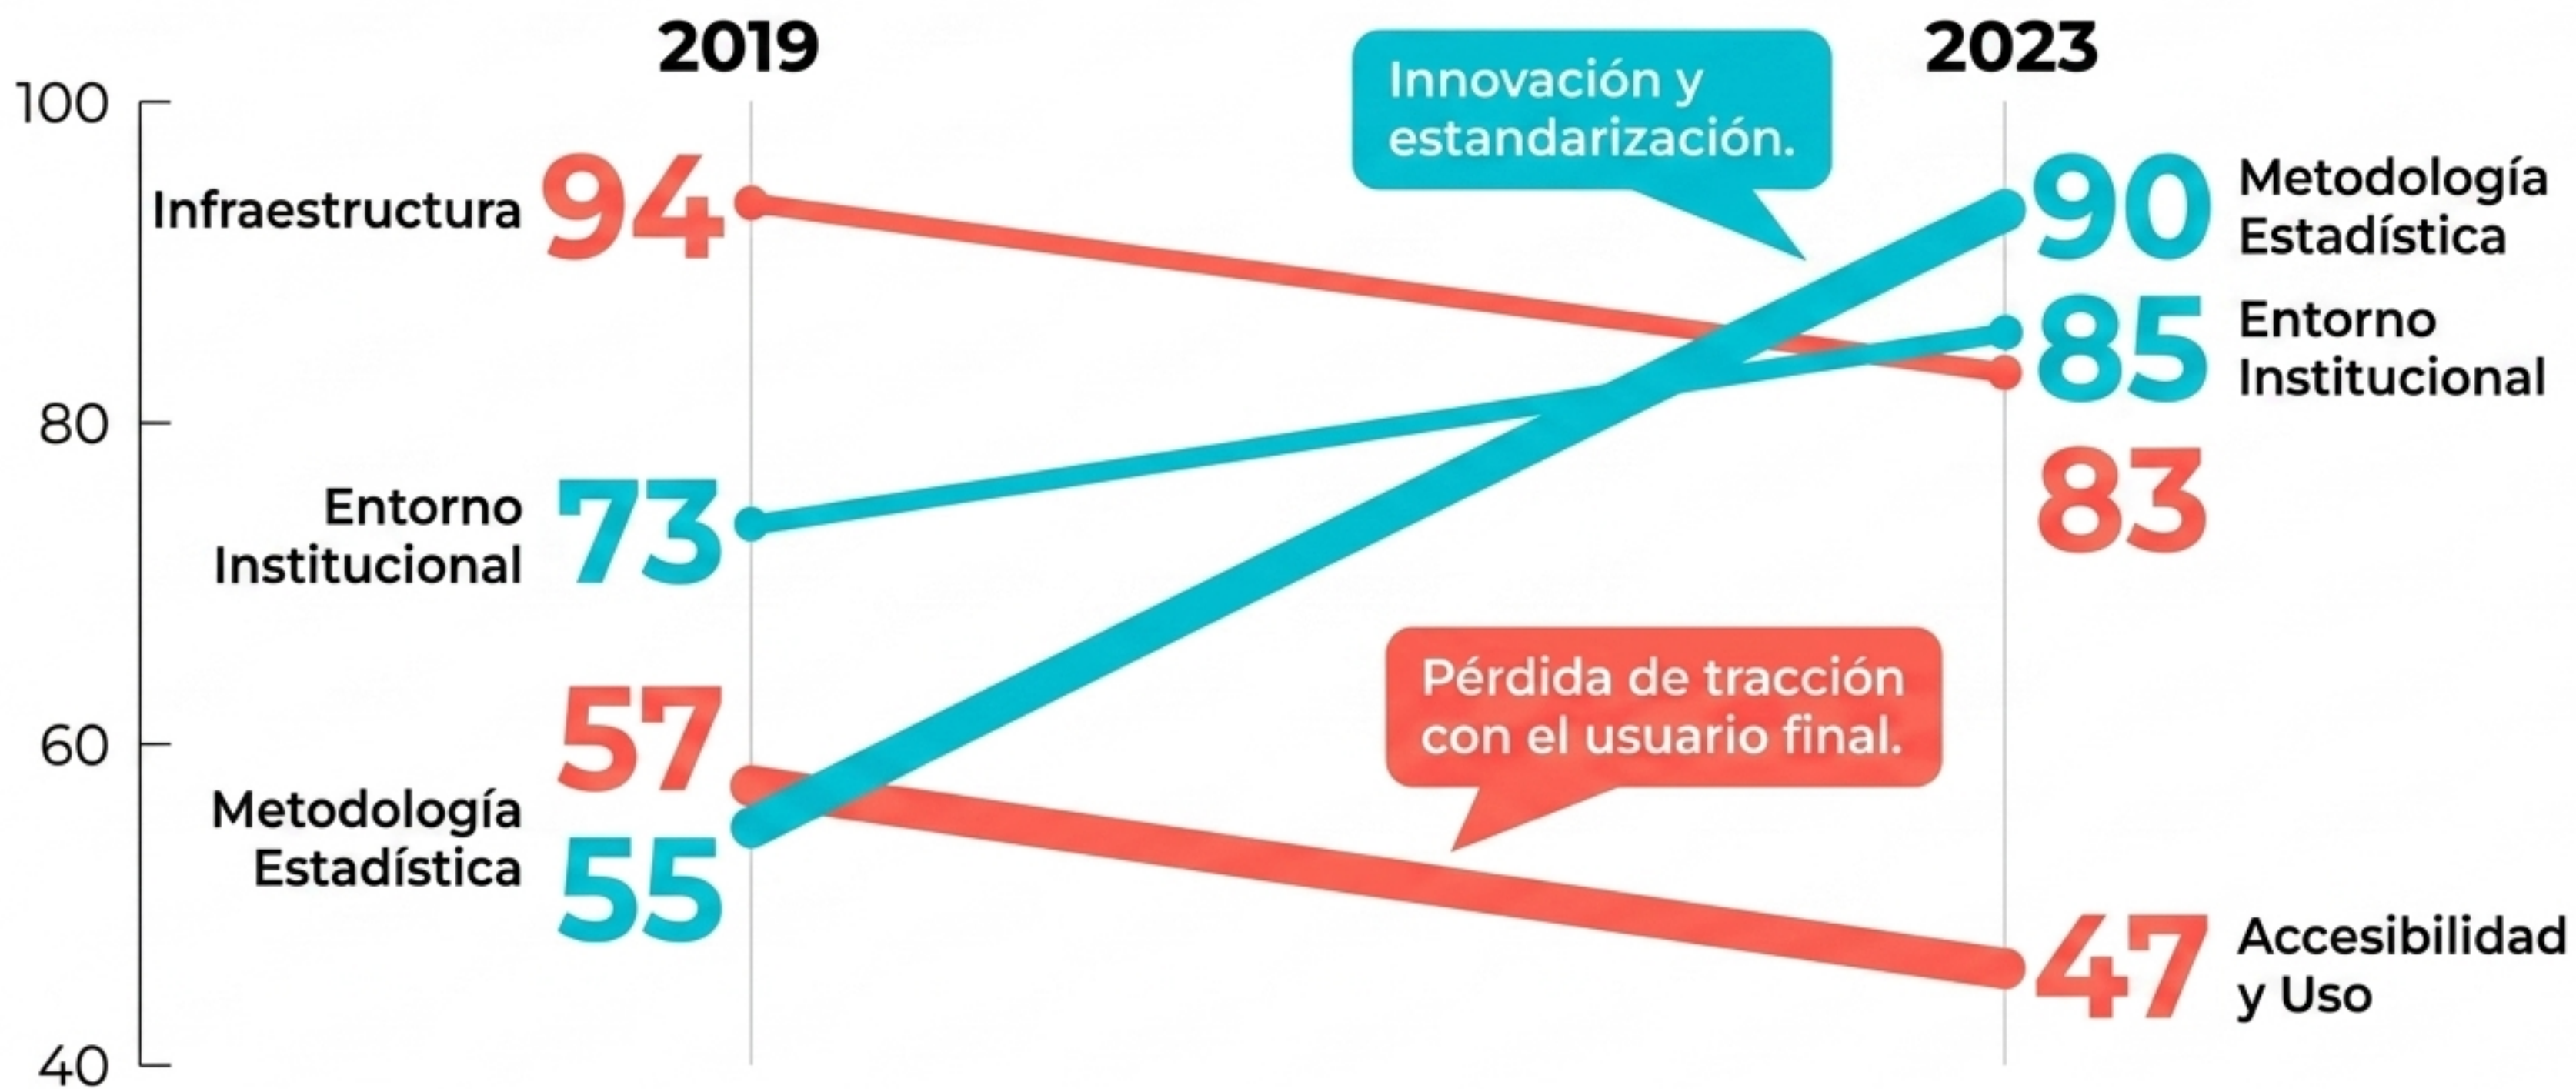 2019
2023
100
80
60
40
Infraestructura
94
Entorno
Institucional
73
57
Metodología
Estadística
55
Innovación y
estandarización.
Pérdida de tracción
con el usuario final.
90
Metodología
Estadística
85
Entorno
Institucional
83
47
Accesibilidad
y Uso